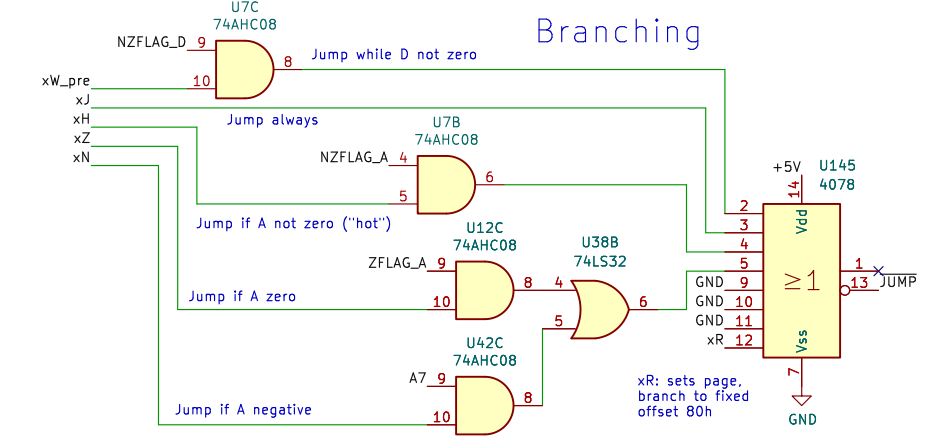 Branching
U7C
74AHC08
NZFLAG_D 9
8
10
Jump while D not zero
xW_pre
xJ
xH
xZ
xN
Jump always
U7B
74AHC08
NZFLAG_A 4
6
5
Jump if A not zero ("hot")
U12C
74AHC08
ZFLAG_A 9
8
10
Jump if A zero
U38B
74LS32
4
6
5
U42C
74AHC08
A7 9
8
10
Jump if A negative
+5V
U145
4078
14
Vdd
2
3
4
5
GND 9
GND 10
GND 11
xR 12
≥1
1
13 JUMP
Vss
7
GND
xR: sets page,
branch to fixed
offset 80h